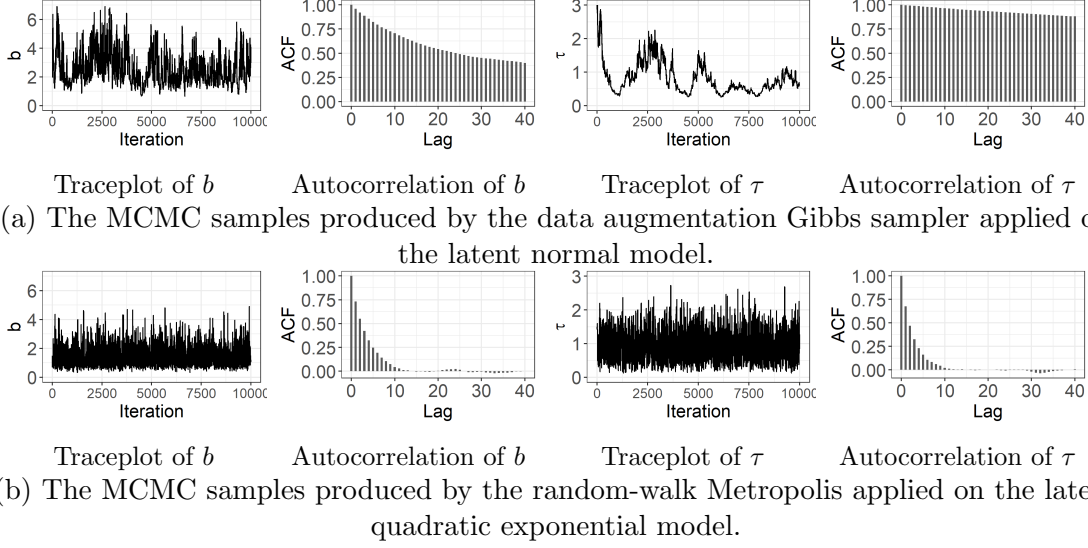 6
4
2
0
b
0
2500
5000
7500
Iteration
1.00
0.75
0.50
0.25
0.00
ACF
0
10
20
30
40
Lag
3
2
1
0
τ
0
2500
5000
7500
Iteration
1.00
0.75
0.50
0.25
0.00
ACF
0
10
20
30
40
Lag
Traceplot of b
Autocorrelation of b
Traceplot of τ
Autocorrelation of τ
(a) The MCMC samples produced by the data augmentation Gibbs sampler applied
the latent normal model.
6
4
2
0
b
0
2500
5000
7500
Iteration
1.00
0.75
0.50
0.25
0.00
ACF
0
10
20
30
40
Lag
3
2
1
0
τ
0
2500
5000
7500
Iteration
1.00
0.75
0.50
0.25
0.00
ACF
0
10
20
30
40
Lag
Traceplot of b
Autocorrelation of b
Traceplot of τ
Autocorrelation of τ
(b) The MCMC samples produced by the random-walk Metropolis applied on the
quadratic exponential model.